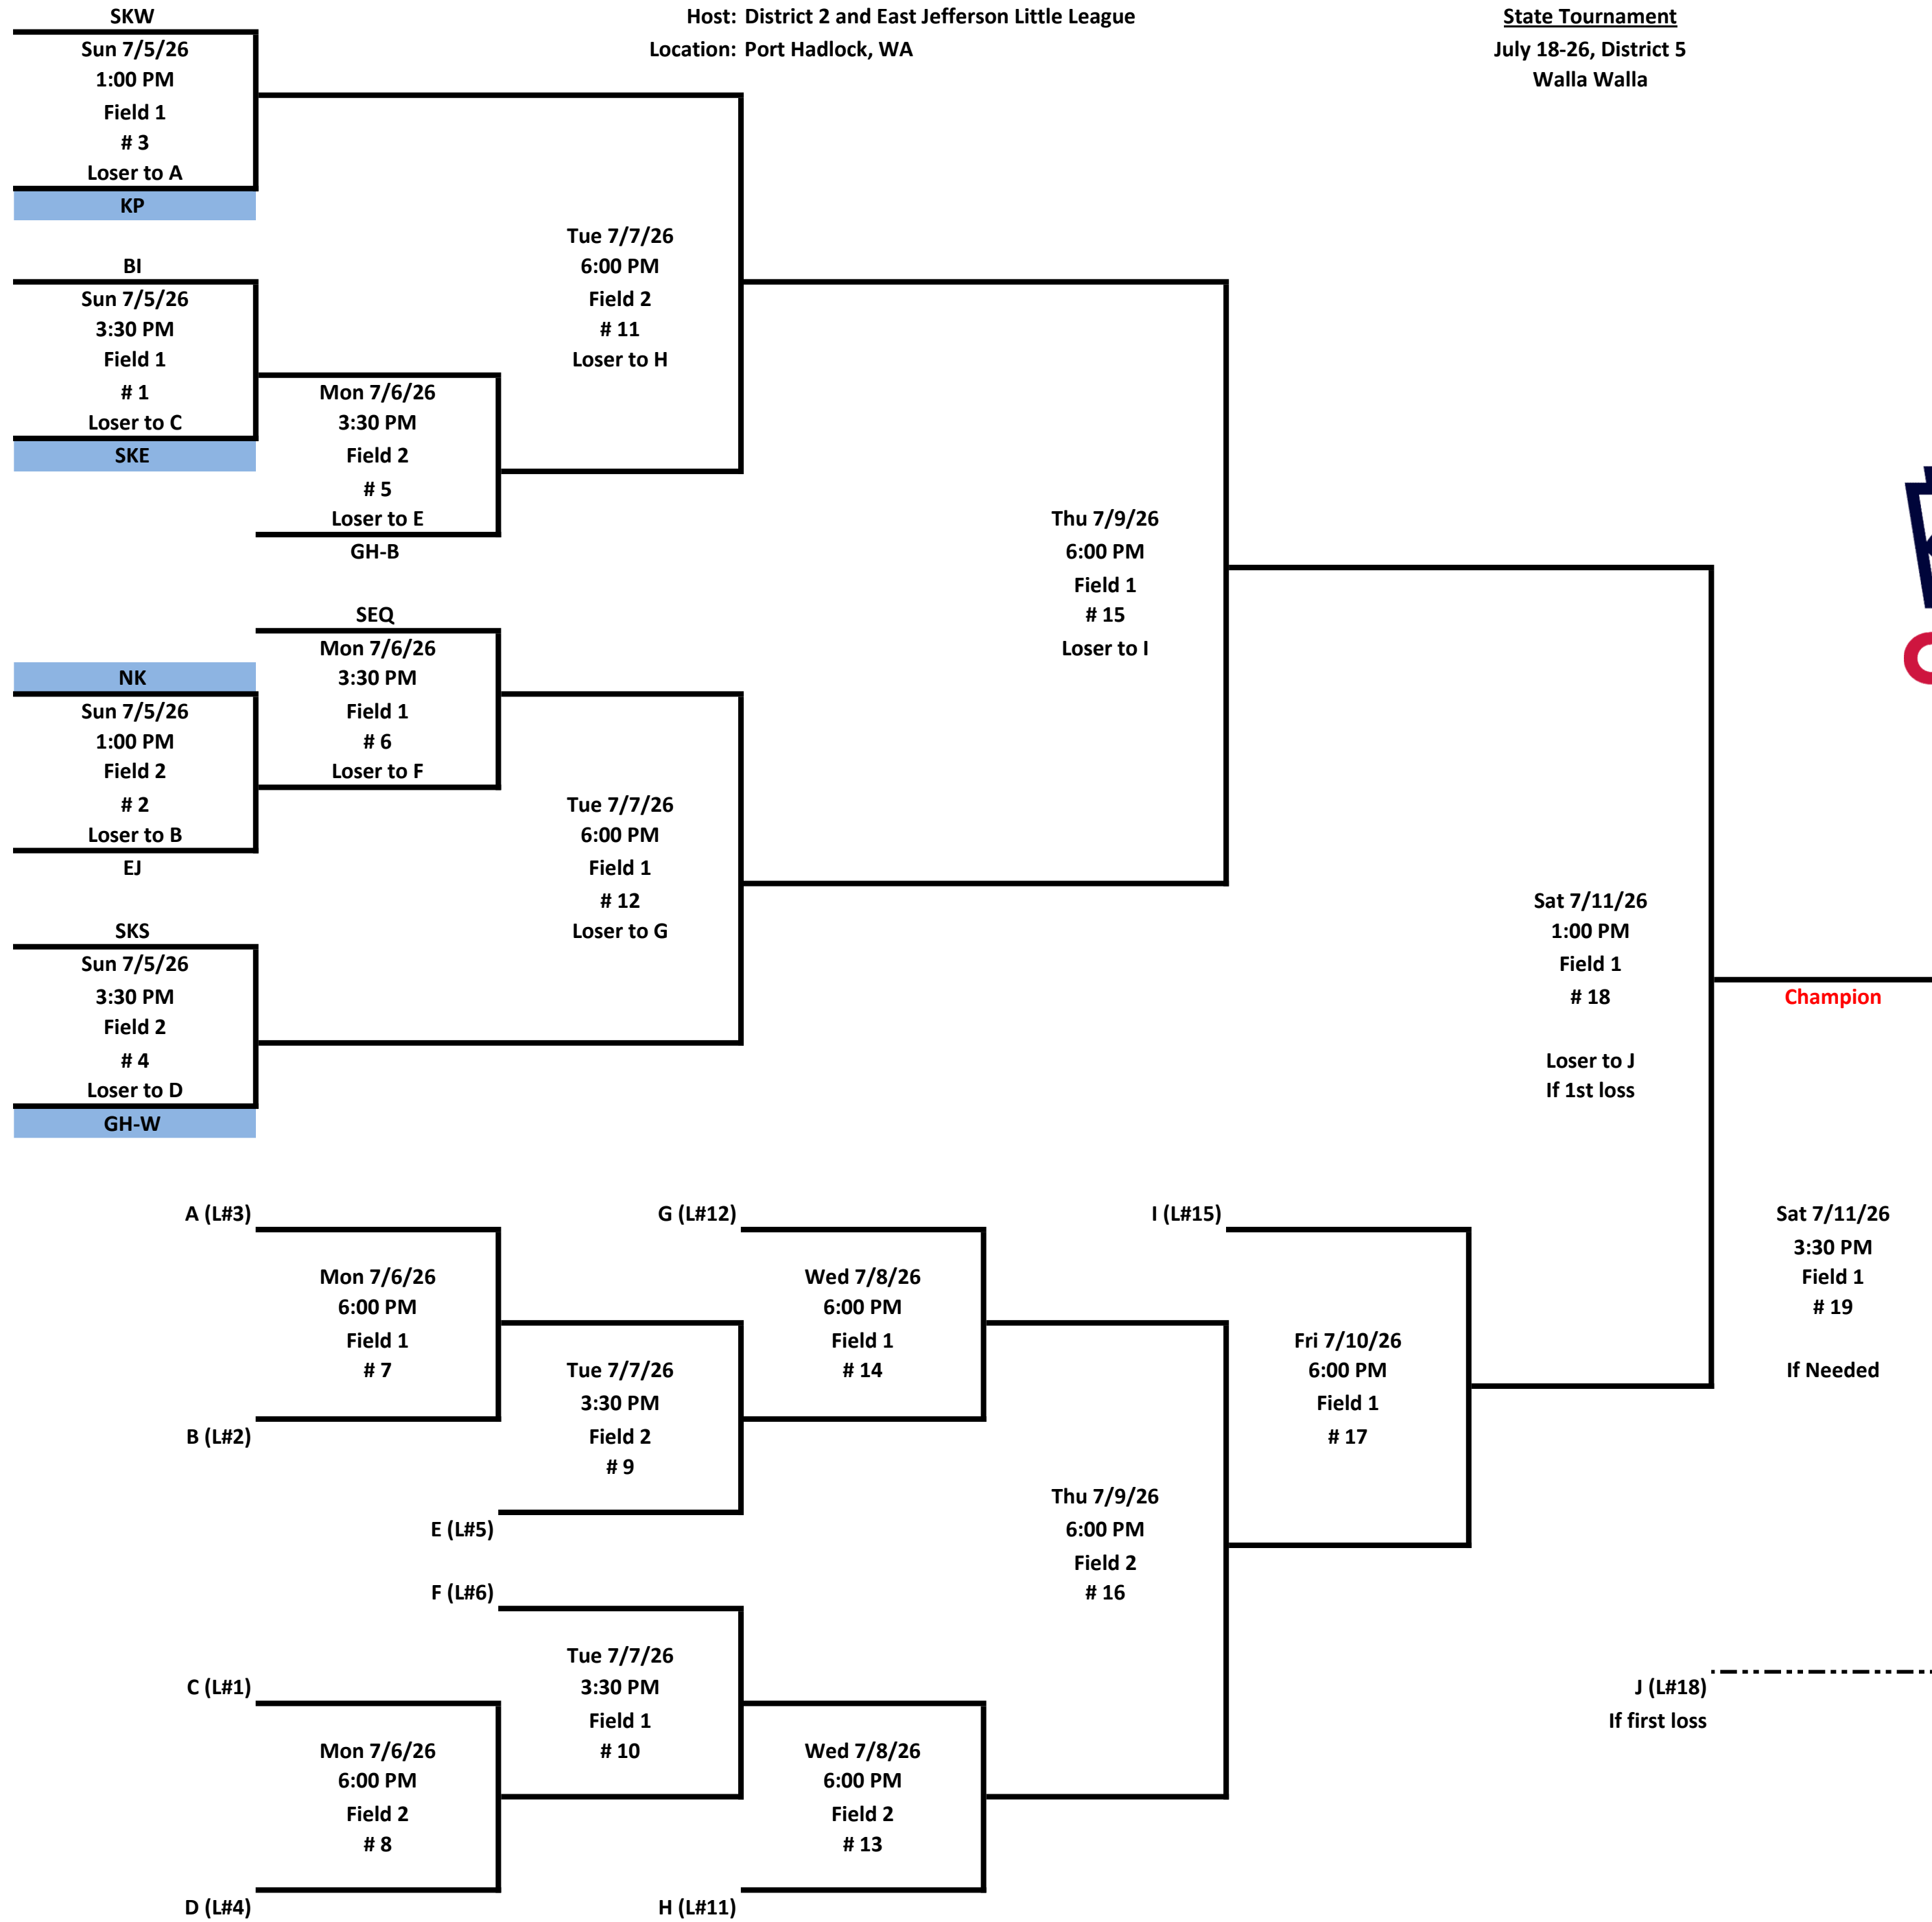 SKW
Host: District 2 and East Jefferson Little League
State Tournament
Location: Port Hadlock, WA
July 18-26, District 5
Walla Walla
Sun 7/5/26
1:00 PM
Field 1
# 3
Loser to A
KP
BI
Sun 7/5/26
3:30 PM
Field 1
# 1
Loser to C
SKE
Mon 7/6/26
3:30 PM
Field 2
# 5
Loser to E
GH-B
Tue 7/7/26
6:00 PM
Field 2
# 11
Loser to H
SEQ
Mon 7/6/26
3:30 PM
Field 1
# 6
Loser to F
NK
Sun 7/5/26
1:00 PM
Field 2
# 2
Loser to B
EJ
Tue 7/7/26
6:00 PM
Field 1
# 12
Loser to G
SKS
Sun 7/5/26
3:30 PM
Field 2
# 4
Loser to D
GH-W
Thu 7/9/26
6:00 PM
Field 1
# 15
Loser to I
Sat 7/11/26
1:00 PM
Field 1
# 18
Loser to J
If 1st loss
Champion
A (L#3)
Mon 7/6/26
6:00 PM
Field 1
# 7
B (L#2)
Tue 7/7/26
3:30 PM
Field 2
# 9
E (L#5)
G (L#12)
Wed 7/8/26
6:00 PM
Field 1
# 14
F (L#6)
Tue 7/7/26
3:30 PM
Field 1
# 10
C (L#1)
Mon 7/6/26
6:00 PM
Field 2
# 8
D (L#4)
Wed 7/8/26
6:00 PM
Field 2
# 13
H (L#11)
Thu 7/9/26
6:00 PM
Field 2
# 16
I (L#15)
Fri 7/10/26
6:00 PM
Field 1
# 17
Sat 7/11/26
3:30 PM
Field 1
# 19
If Needed
J (L#18)
If first loss